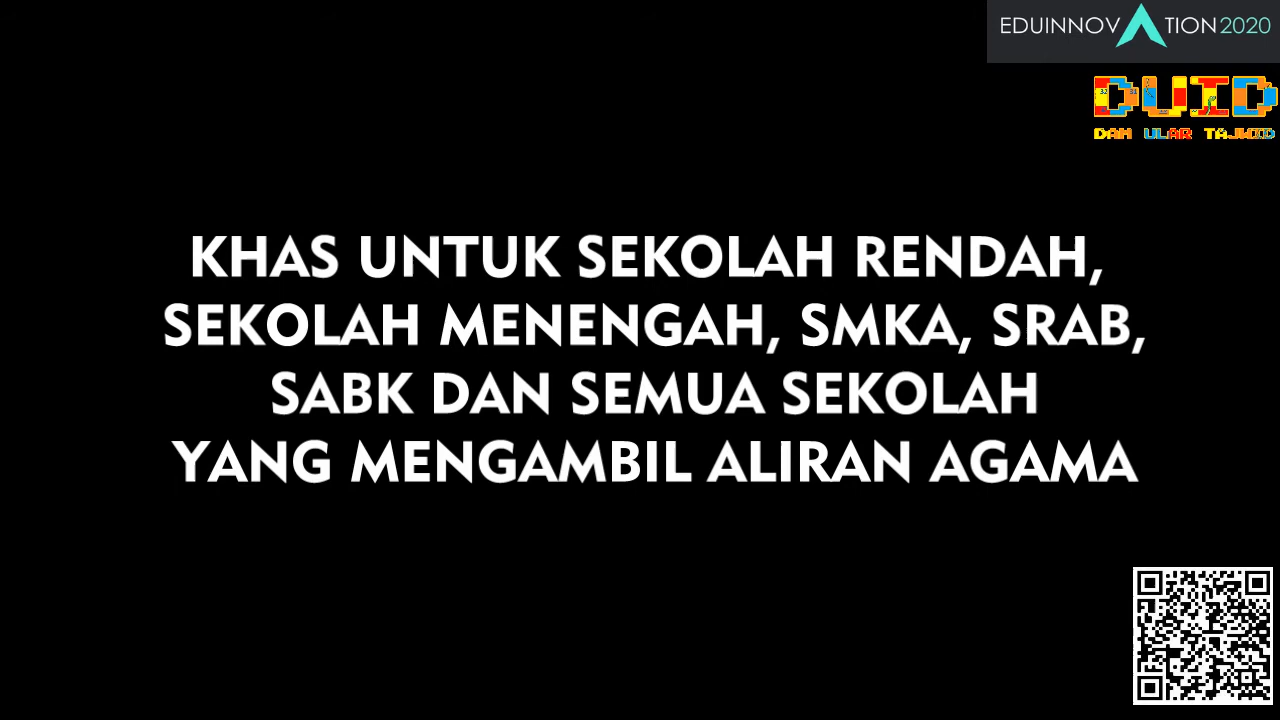 EDUINNOVATION2020
DUID
DAM ULAR TAJWID
KHAS UNTUK SEKOLAH RENDAH,
SEKOLAH MENENGAH, SMKA, SRAB,
SABK DAN SEMUA SEKOLAH
YANG MENGAMBIL ALIRAN AGAMA